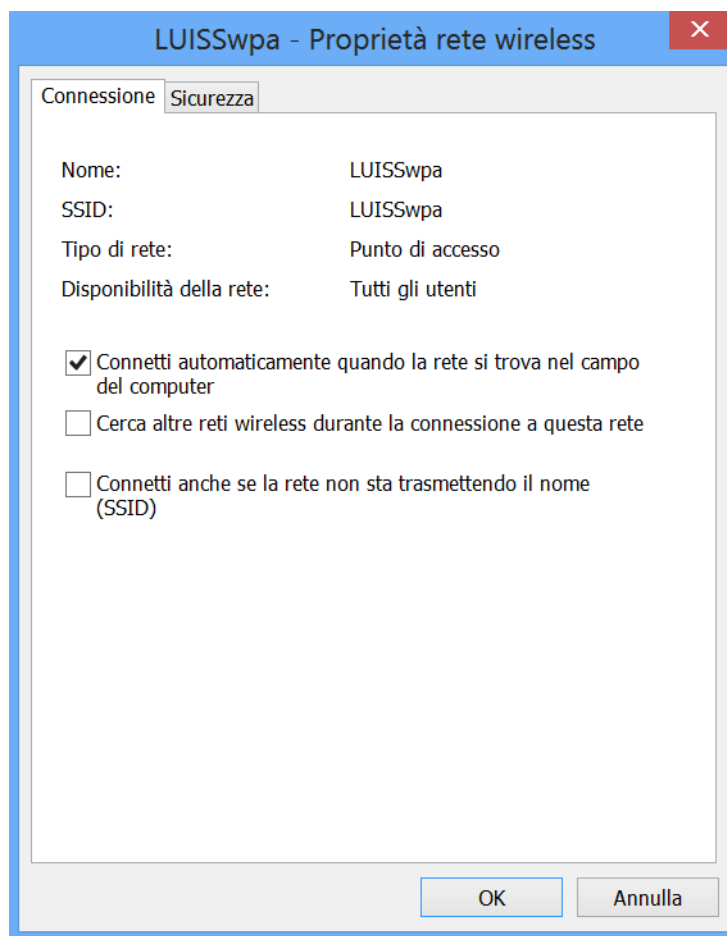 LUISSwpa - Proprietà rete wireless
Connessione
Sicurezza
Nome: LUISSwpa
SSID: LUISSwpa
Tipo di rete: Punto di accesso
Disponibilità della rete: Tutti gli utenti
Connetti automaticamente quando la rete si trova nel campo
del computer
Cerca altre reti wireless durante la connessione a questa rete
Connetti anche se la rete non sta trasmettendo il nome
(SSID)
OK
Annulla